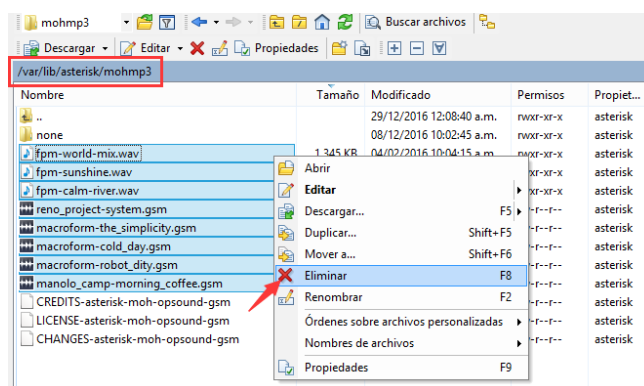 mohmp3 Buscar archivos
Descargar Editar Propiedades
/var/lib/asterisk/mohmp3
Nombre Tamaño Modificado Permisos Propiet...
.. 29/12/2016 12:08:40 a.m. rwxr-xr-x asterisk
none 08/12/2016 10:02:45 a.m. rwxr-xr-x asterisk
fpm-world-mix.wav 1.345 KB 04/02/2016 10:04:15 a.m. rwxr-xr-x asterisk
fpm-sunshine.wav Abrir xr-x asterisk
fpm-calm-river.wav Editar xr-x asterisk
reno_project-system.gsm Descargar... F5 -r--r-- asterisk
macroform-the_simplicity.gsm Duplicar... Shift+F5 -r--r-- asterisk
macroform-cold_day.gsm Mover a... Shift+F6 -r--r-- asterisk
macroform-robot_dity.gsm Eliminar F8 -r--r-- asterisk
manolo_camp-morning_coffee.gsm Renombrar F2 -r--r-- asterisk
CREDITS-asterisk-moh-opsound-gsm Órdenes sobre archivos personalizadas -r--r-- asterisk
LICENSE-asterisk-moh-opsound-gsm Nombres de archivos -r--r-- asterisk
CHANGES-asterisk-moh-opsound-gsm Propiedades F9 -r--r-- asterisk